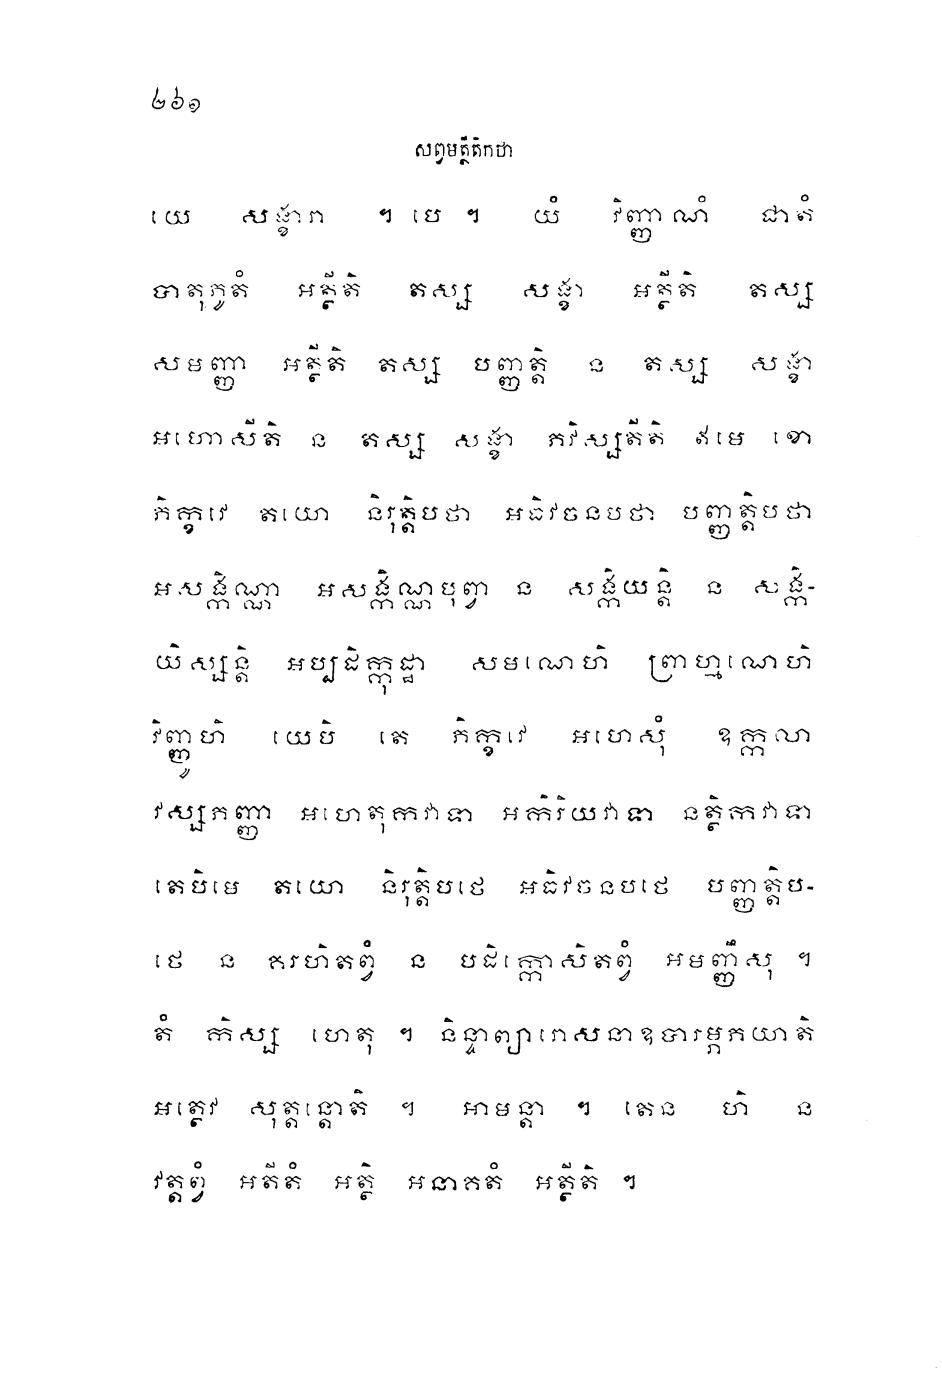 ២៦១
សព្វមត្ថីតិកថា
យេ សង្ខារា ។ បេ ។ យំ វិញ្ញាណំ ជាតំ
បាតុភូតំ អត្ថីតិ តស្ស សង្ខា អត្ថីតិ តស្ស
សមញ្ញា អត្ថីតិ តស្ស បញ្ញត្តិ ន តស្ស សង្ខា
អហោសីតិ ន តស្ស សង្ខា ភវិស្សតីតិ ឥមេ ខោ
ភិក្ខវេ តយោ និរុត្តិបថា អធិវចនបថា បញ្ញត្តិបថា
អសង្កិណ្ណា អសង្កិណ្ណបុព្វា ន សង្កិយន្តិ ន សង្កិ-
យិស្សន្តិ អប្បដិក្កុដ្ឋា សមណេហិ ព្រាហ្មណេហិ
វិញ្ញូហិ យេបិ តេ ភិក្ខវេ អហេសុំ ឧក្កលា
វស្សភញ្ញា អហេតុកវាទា អកិរិយវាទា នត្ថិកវាទា
តេបិមេ តយោ និរុត្តិបថេ អធិវចនបថេ បញ្ញត្តិប-
ថេ ន គរហិតព្វំ ន បដិក្កោសិតព្វំ អមញ្ញឹសុ ។
តំ កិស្ស ហេតុ ។ និន្ទាព្យារោសនាឧបារម្ភភយាតិ
អត្ថេវ សុត្តន្តោតិ ។ អាមន្តា ។ តេន ហិ ន
វត្តព្វំ អតីតំ អត្ថិ អនាគតំ អត្ថីតិ ។